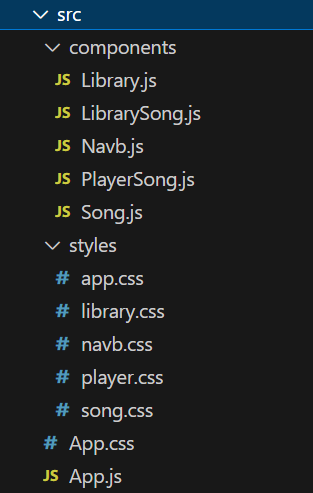 src
components
JS Library.js
JS LibrarySong.js
JS Navb.js
JS PlayerSong.js
JS Song.js
styles
# app.css
# library.css
# navb.css
# player.css
# song.css
# App.css
JS App.js